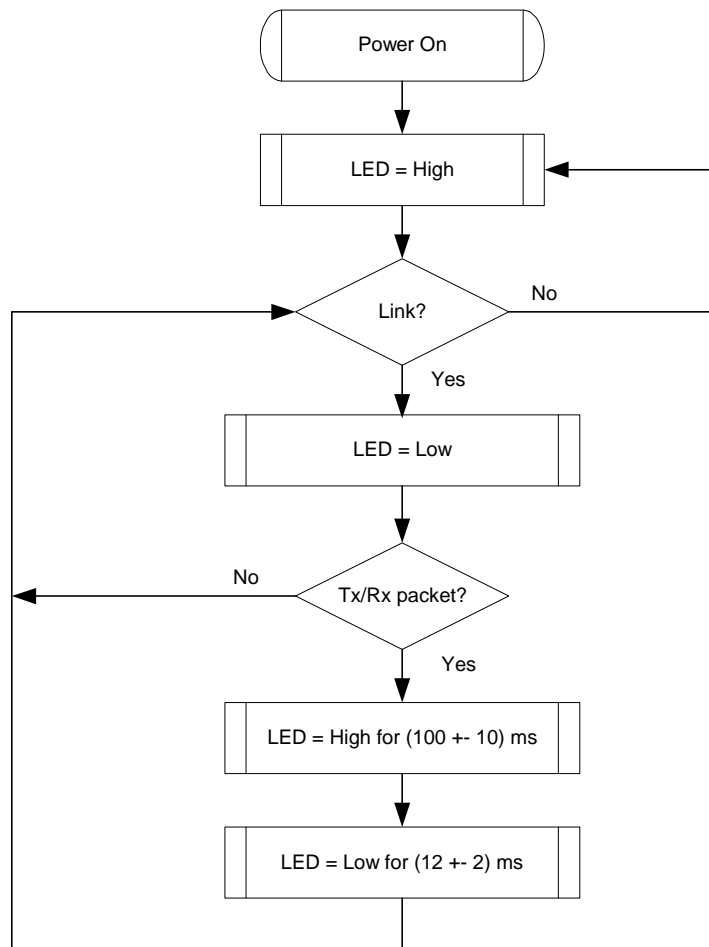 Power On
LED = High
Link?
No
Yes
LED = Low
No
Tx/Rx packet?
Yes
LED = High for (100 +- 10) ms
LED = Low for (12 +- 2) ms